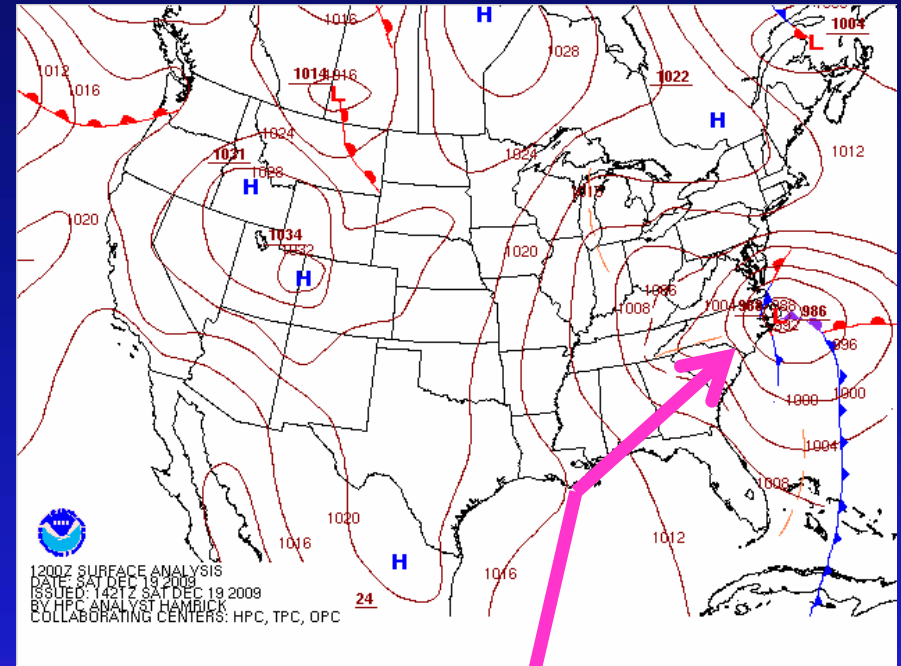 1016
H
1004
L
1028
1012
1016
1014
1016
L
1022
H
1024
1012
1024
1031
1028
H
1016
1020
1020
1034
1032
H
1008
1004
988
986
992
L
996
1000
1000
1004
1008
1020
1016
H
24
1016
1012
1200Z SURFACE ANALYSIS
DATE: SAT DEC 19 2009
ISSUED: 1421Z SAT DEC 19 2009
BY HPC ANALYST HAMRICK
COLLABORATING CENTERS: HPC, TPC, OPC